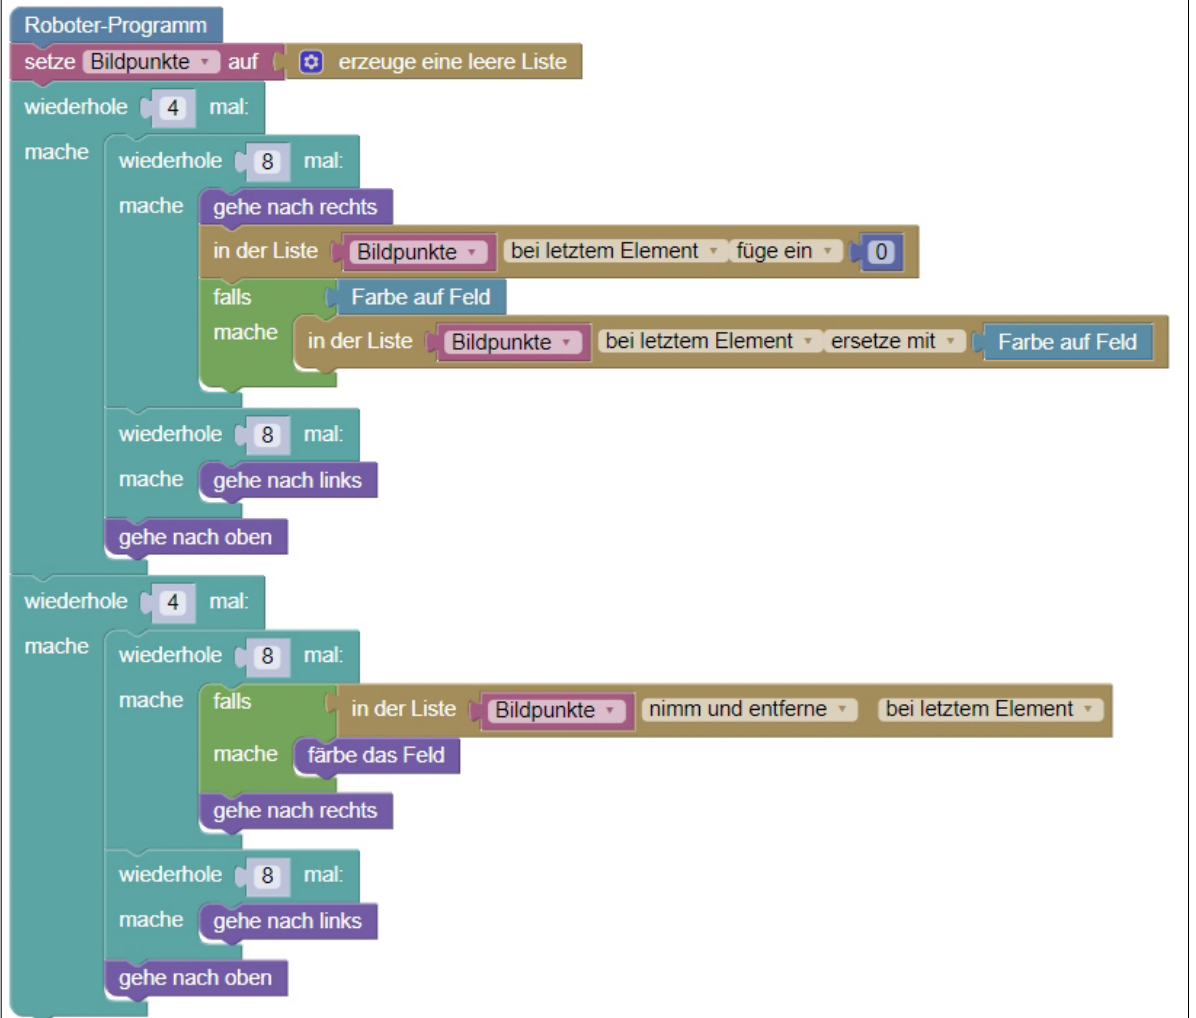 Roboter-Programm
setze Bildpunkte auf erzeuge eine leere Liste
wiederhole 4 mal:
mache wiederhole 8 mal:
mache gehe nach rechts
in der Liste Bildpunkte bei letztem Element füge ein 0
falls Farbe auf Feld
mache in der Liste Bildpunkte bei letztem Element ersetze mit Farbe auf Feld
wiederhole 8 mal:
mache gehe nach links
gehe nach oben
wiederhole 4 mal:
mache wiederhole 8 mal:
mache falls in der Liste Bildpunkte nimm und entferne bei letztem Element
mache färbe das Feld
gehe nach rechts
wiederhole 8 mal:
mache gehe nach links
gehe nach oben